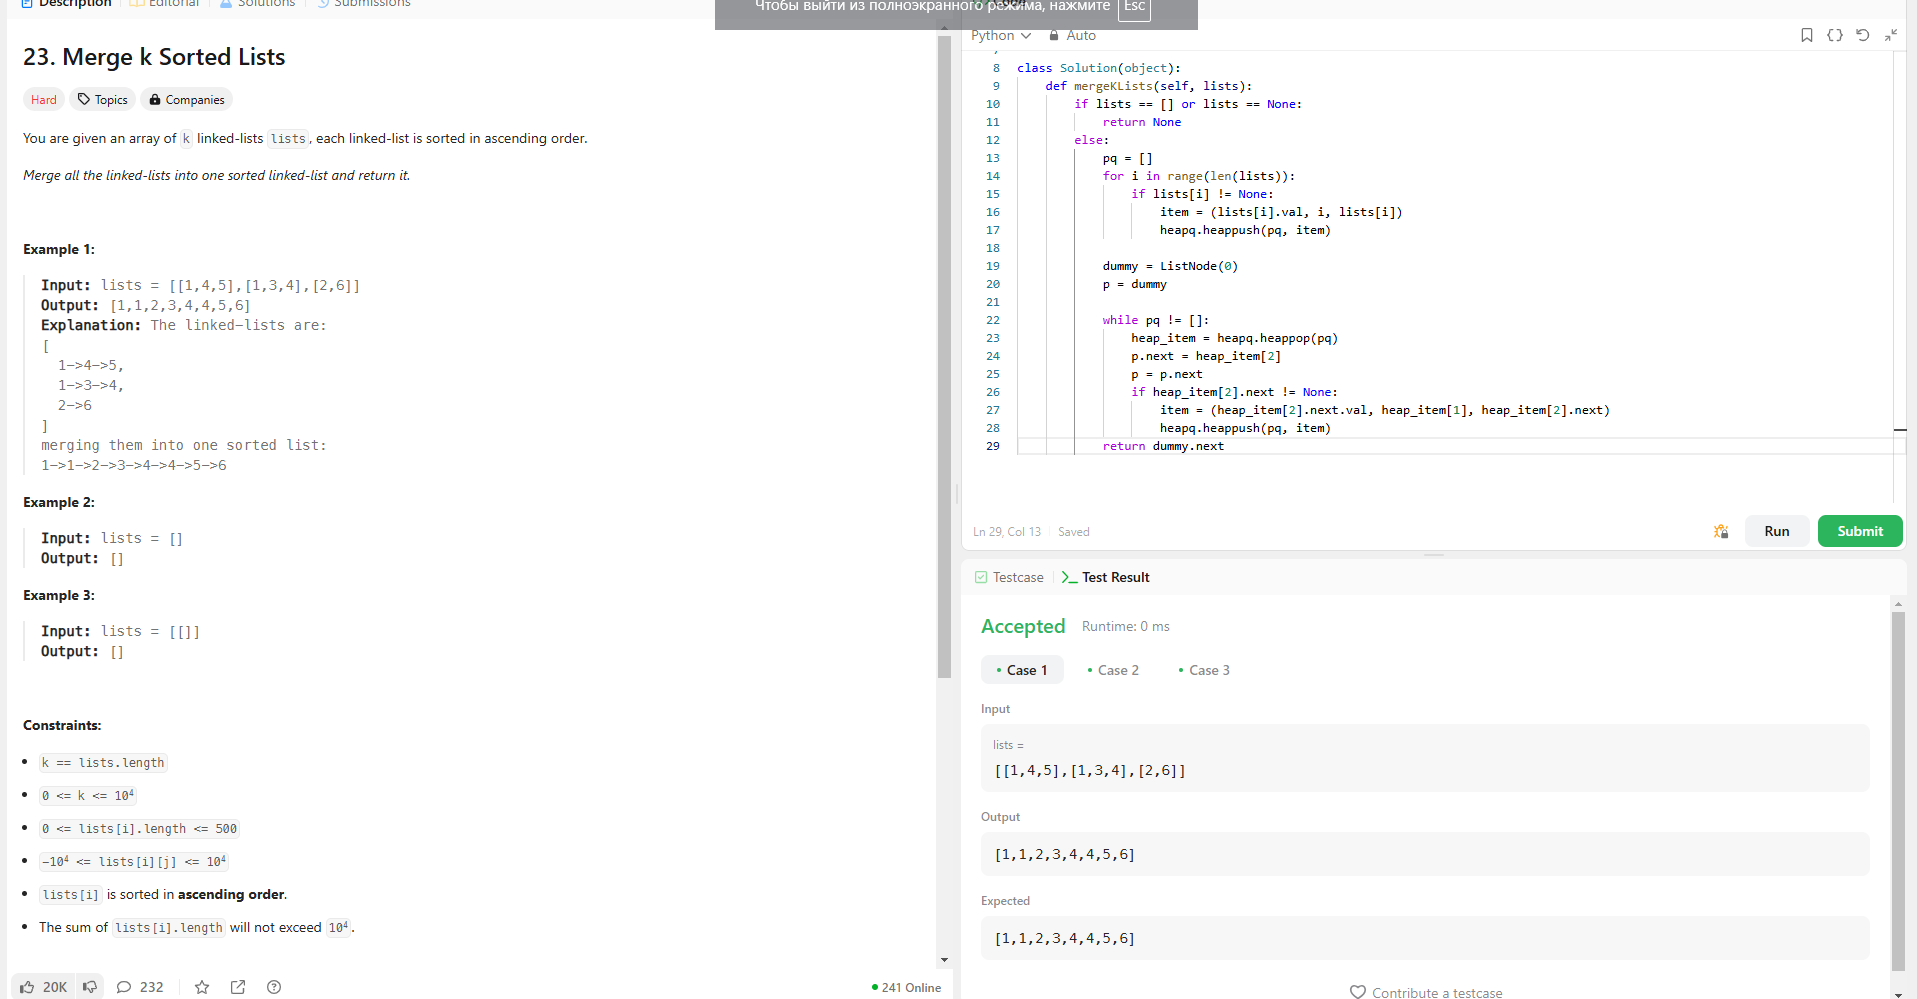 Description
Editorial
Solutions
Submissions
23. Merge k Sorted Lists
Hard
Topics
Companies
You are given an array of k linked-lists lists, each linked-list is sorted in ascending order.
Merge all the linked-lists into one sorted linked-list and return it.
Example 1:
Input: lists = [[1,4,5],[1,3,4],[2,6]]
Output: [1,1,2,3,4,4,5,6]
Explanation: The linked-lists are:
[
1->4->5,
1->3->4,
2->6
]
merging them into one sorted list:
1->1->2->3->4->4->5->6
Example 2:
Input: lists = []
Output: []
Example 3:
Input: lists = [[]]
Output: []
Constraints:
k == lists.length
0 <= k <= 10⁴
0 <= lists[i].length <= 500
-10⁴ <= lists[i][j] <= 10⁴
lists[i] is sorted in ascending order.
The sum of lists[i].length will not exceed 10⁴.
20K
232
241 Online
Чтобы выйти из полноэкранного режима, нажмите Esc
Python
Auto
8 class Solution(object):
9 def mergeKLists(self, lists):
10 if lists == [] or lists == None:
11 return None
12 else:
13 pq = []
14 for i in range(len(lists)):
15 if lists[i] != None:
16 item = (lists[i].val, i, lists[i])
17 heapq.heappush(pq, item)
18
19 dummy = ListNode(0)
20 p = dummy
21
22 while pq != []:
23 heap_item = heapq.heappop(pq)
24 p.next = heap_item[2]
25 p = p.next
26 if heap_item[2].next != None:
27 item = (heap_item[2].next.val, heap_item[1], heap_item[2].next)
28 heapq.heappush(pq, item)
29 return dummy.next
Ln 29, Col 13
Saved
Run
Submit
Testcase
Test Result
Accepted
Runtime: 0 ms
Case 1
Case 2
Case 3
Input
lists =
[[1,4,5],[1,3,4],[2,6]]
Output
[1,1,2,3,4,4,5,6]
Expected
[1,1,2,3,4,4,5,6]
Contribute a testcase